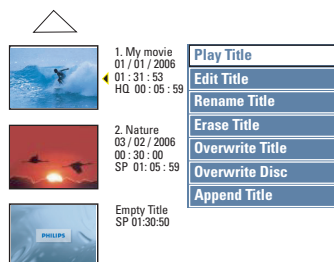 1. My movie
01 / 01 / 2006
01 : 31 : 53
HQ 00 : 05 : 59
2. Nature
03 / 02 / 2006
00 : 30 : 00
SP 01: 05 : 59
PHILIPS
Empty Title
SP 01:30:50
Play Title
Edit Title
Rename Title
Erase Title
Overwrite Title
Overwrite Disc
Append Title